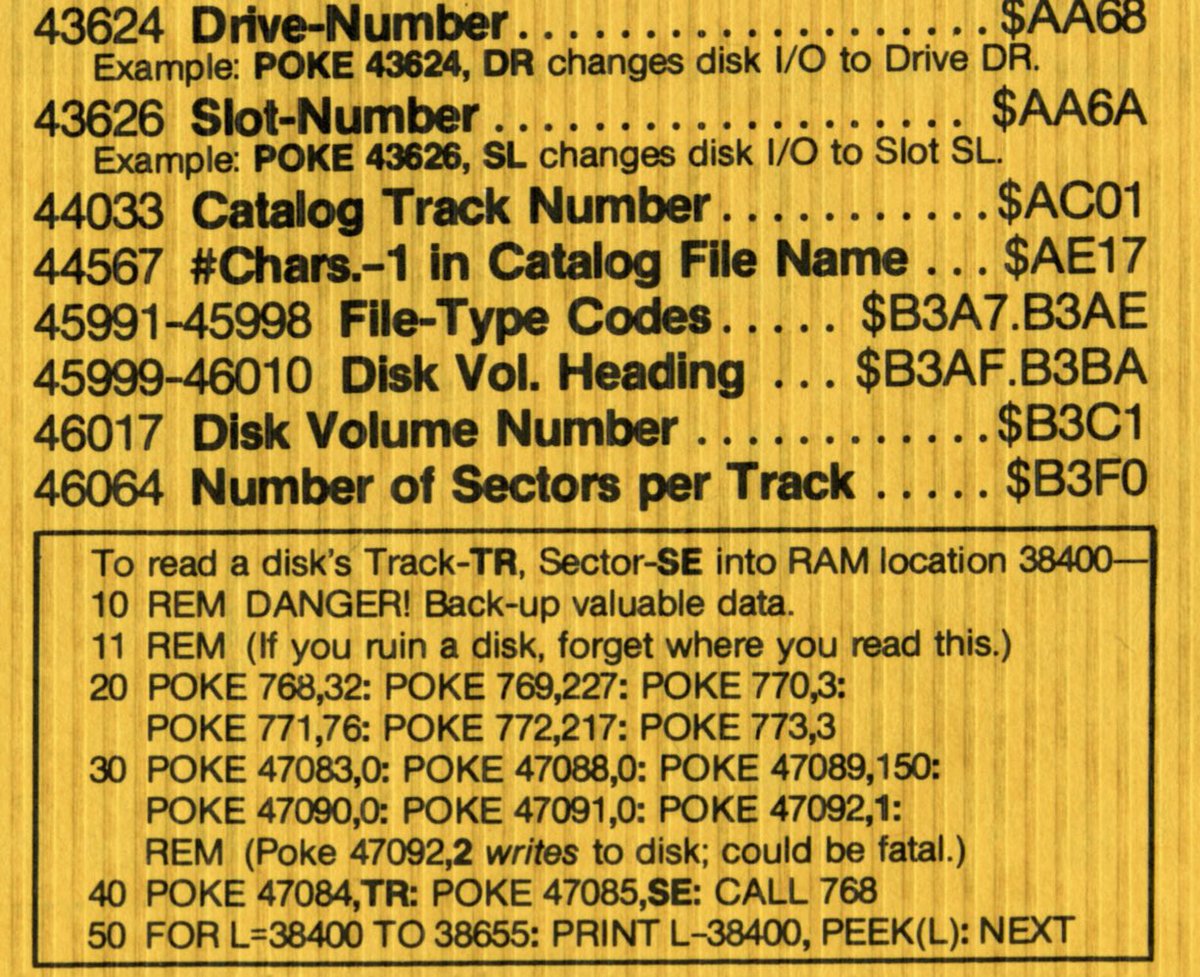 43624 Drive-Number.................... $AA68
Example: POKE 43624, DR changes disk I/O to Drive DR.
43626 Slot-Number .................... $AA6A
Example: POKE 43626, SL changes disk I/O to Slot SL.
44033 Catalog Track Number............$AC01
44567 #Chars.-1 in Catalog File Name ... $AE17
45991-45998 File-Type Codes..... $B3A7.B3AE
45999-46010 Disk Vol. Heading ... $B3AF.B3BA
46017 Disk Volume Number .............$B3C1
46064 Number of Sectors per Track ..... $B3F0
To read a disk's Track-TR, Sector-SE into RAM location 38400—
10 REM DANGER! Back-up valuable data.
11 REM (If you ruin a disk, forget where you read this.)
20 POKE 768,32: POKE 769,227: POKE 770,3:
POKE 771,76: POKE 772,217: POKE 773,3
30 POKE 47083,0: POKE 47088,0: POKE 47089,150:
POKE 47090,0: POKE 47091,0: POKE 47092,1:
REM (Poke 47092,2 writes to disk; could be fatal.)
40 POKE 47084,TR: POKE 47085,SE: CALL 768
50 FOR L=38400 TO 38655: PRINT L-38400, PEEK(L): NEXT